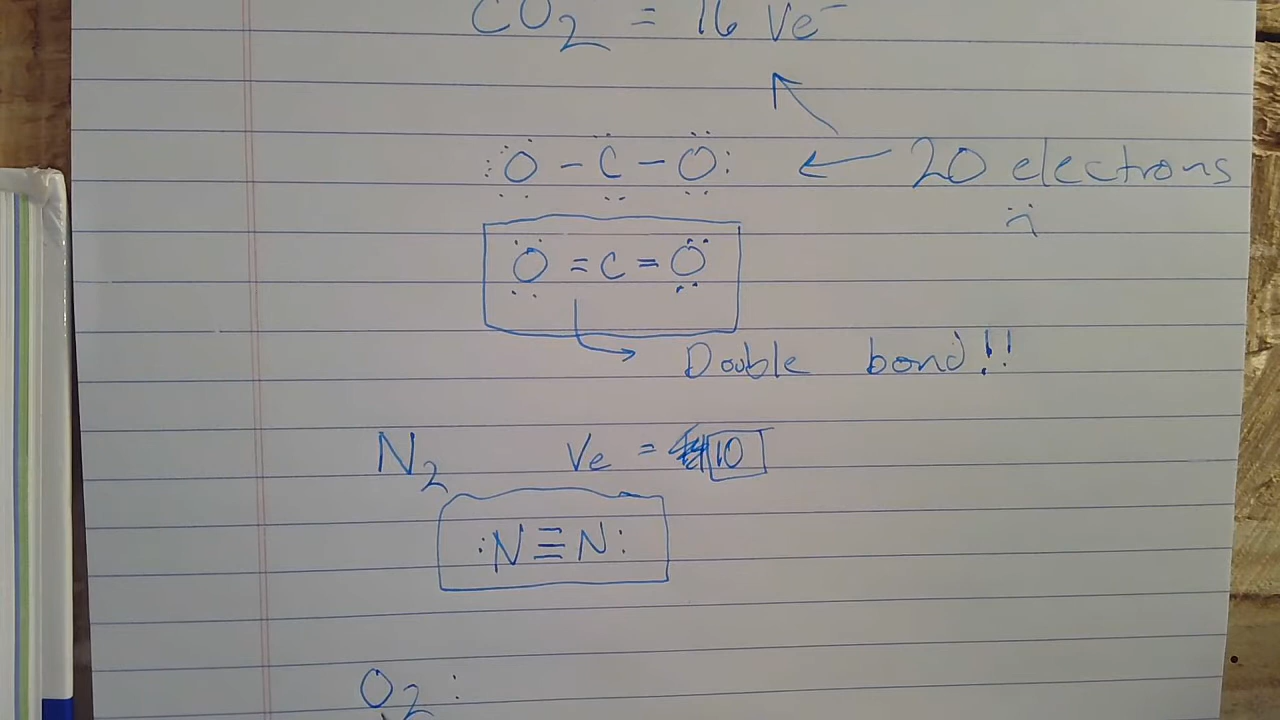 CO₂ = 16 Ve⁻
:Ö - C̈ - Ö: ← 20 electrons
Ö = C = Ö
Double bond!!
N₂ Ve = 10
:N≡N:
O₂ :